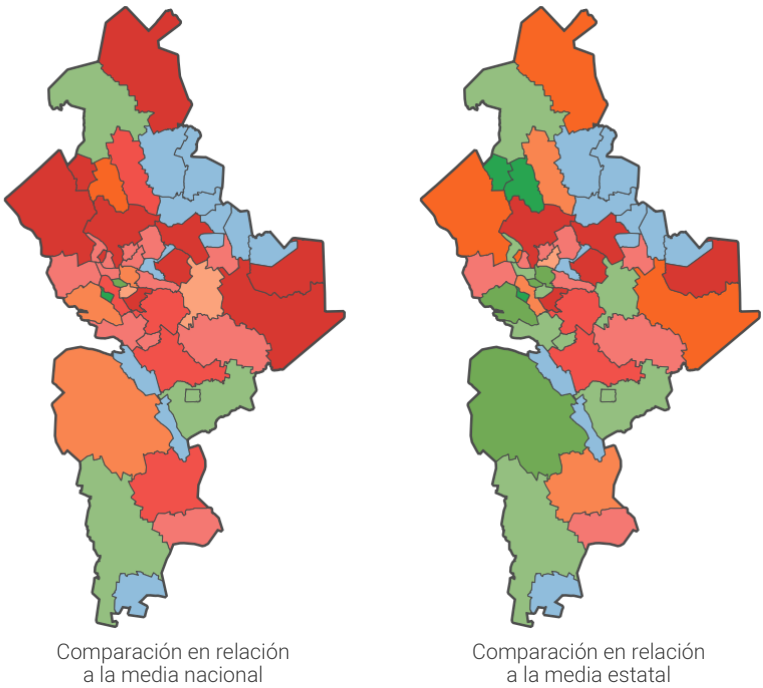 Comparación en relación
a la media nacional
Comparación en relación
a la media estatal